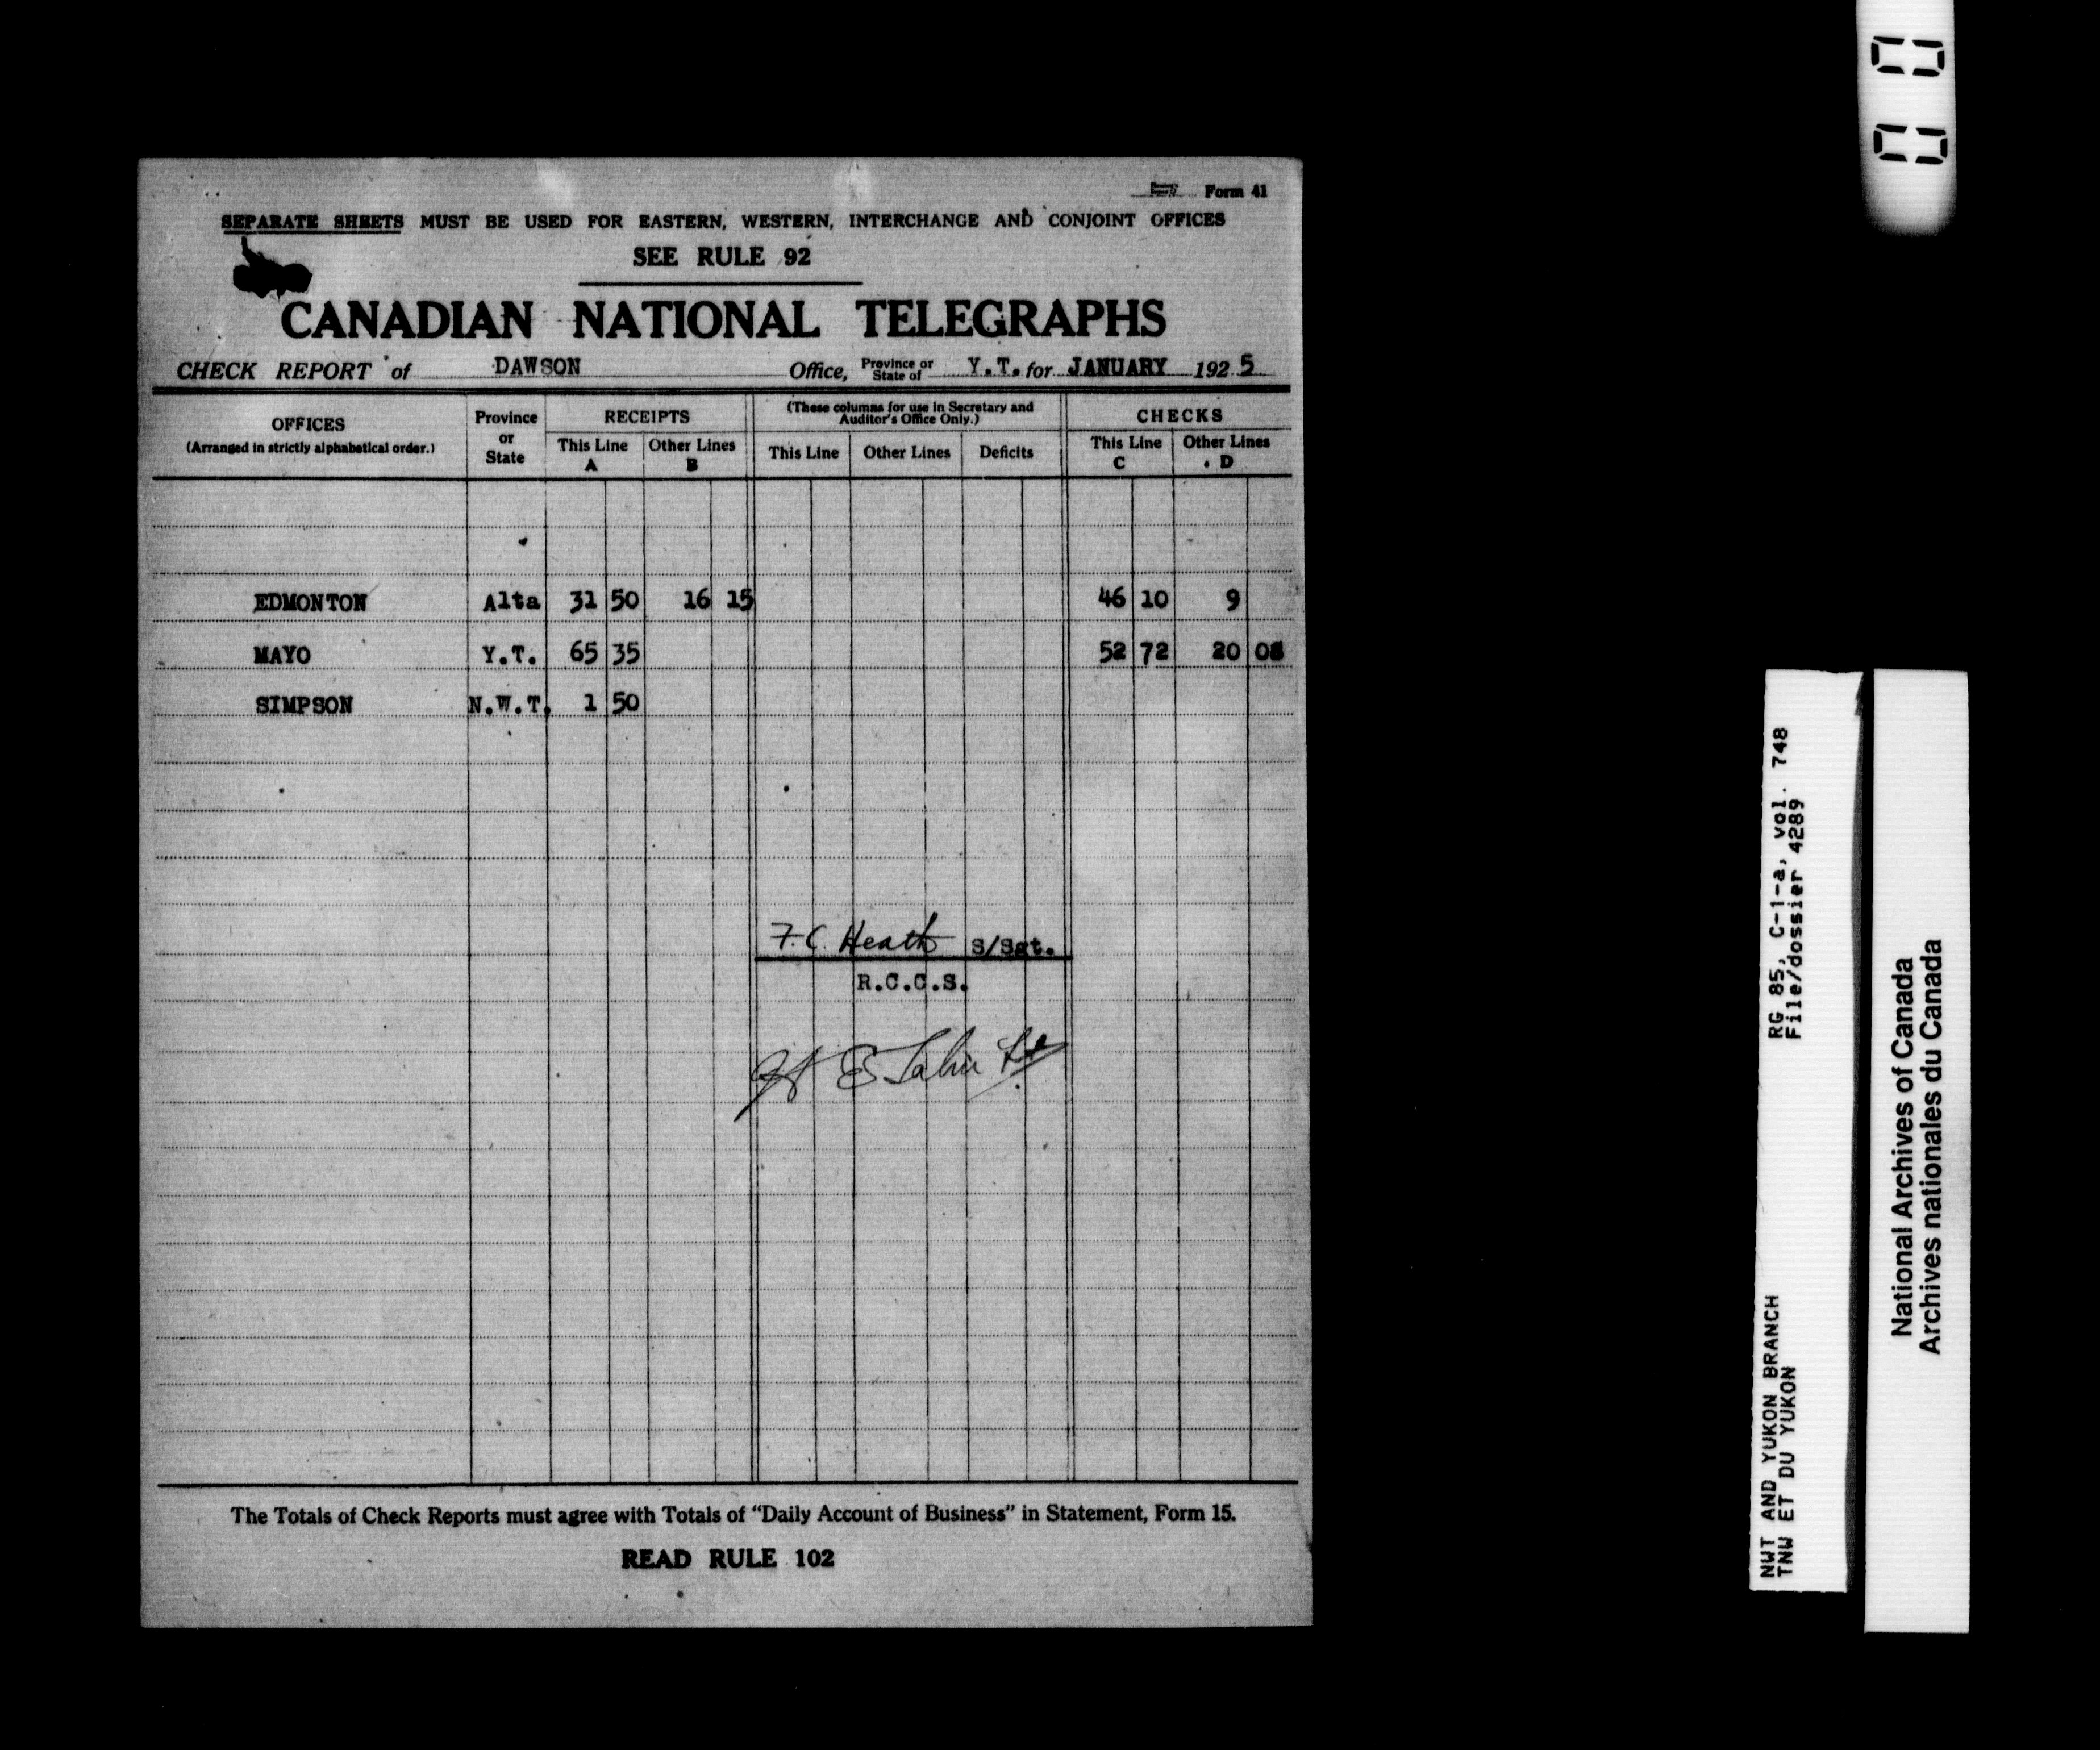 Form 41
SEPARATE SHEETS MUST BE USED FOR EASTERN, WESTERN, INTERCHANGE AND CONJOINT OFFICES
SEE RULE 92
CANADIAN NATIONAL TELEGRAPHS
CHECK REPORT of DAWSON Office, Province or State of Y.T. for JANUARY 1925
OFFICES (Arranged in strictly alphabetical order.) Province or State RECEIPTS (These columns for use in Secretary and Auditor's Office Only.) CHECKS
This Line A Other Lines B This Line Other Lines Deficits This Line C Other Lines D
EDMONTON Alta 31 50 16 15 46 10 9
MAYO Y.T. 65 35 52 72 20 08
SIMPSON N.W.T. 1 50
F.C. Heath S/Sgt.
R.C.C.S.
The Totals of Check Reports must agree with Totals of "Daily Account of Business" in Statement, Form 15.
READ RULE 102
RG 85, C-1-a, vol. 748
File/dossier 4289
NWT AND YUKON BRANCH
TNW ET DU YUKON
National Archives of Canada
Archives nationales du Canada